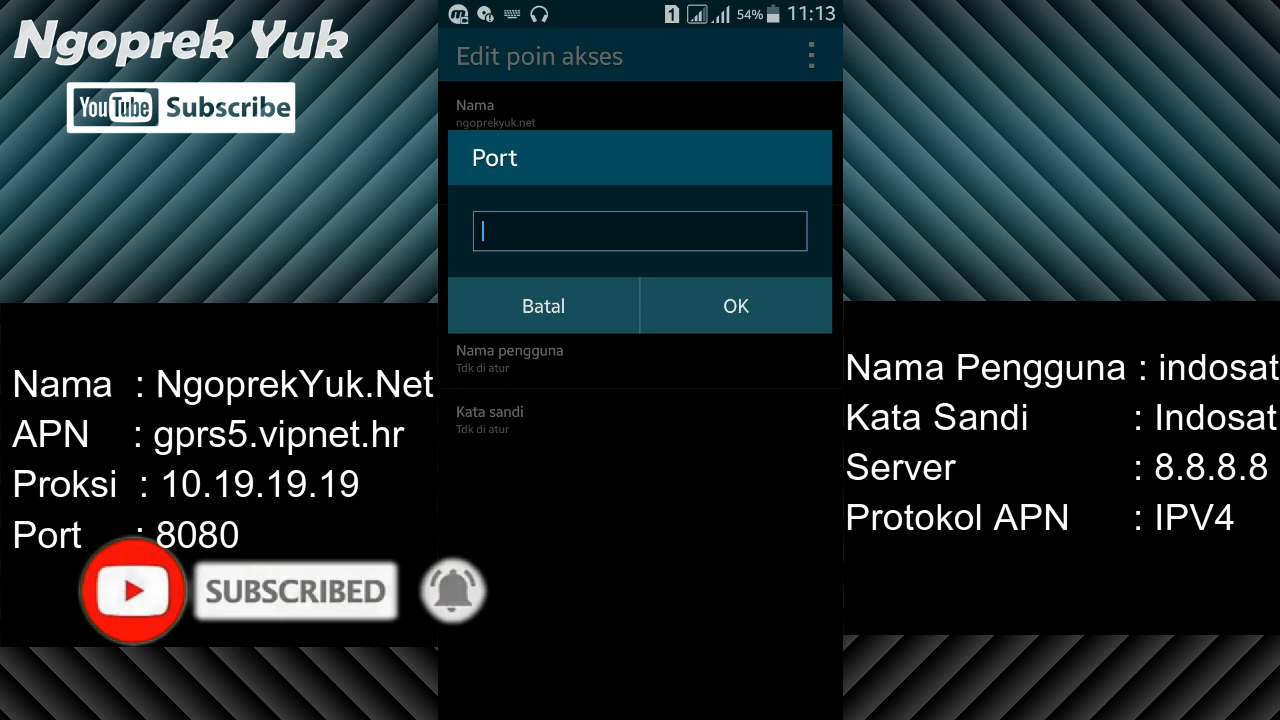 Ngoprek Yuk
YouTube Subscribe
1 54% 11:13
Edit poin akses
Nama
ngoprekyuk.net
Port
Batal OK
Nama pengguna
Tdk di atur
Kata sandi
Tdk di atur
Nama : NgoprekYuk.Net
APN : gprs5.vipnet.hr
Proksi : 10.19.19.19
Port : 8080
SUBSCRIBED
Nama Pengguna : indosat
Kata Sandi : Indosat
Server : 8.8.8.8
Protokol APN : IPV4